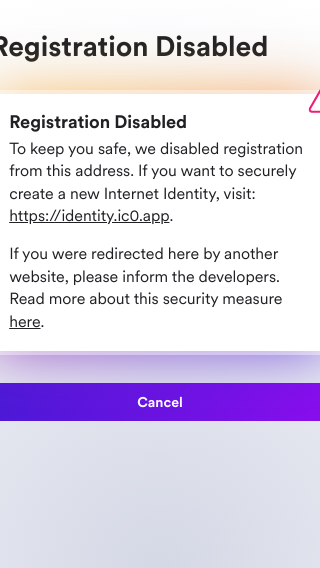 Registration Disabled
Registration Disabled
To keep you safe, we disabled registration
from this address. If you want to securely
create a new Internet Identity, visit:
https://identity.ic0.app.
If you were redirected here by another
website, please inform the developers.
Read more about this security measure
here.
Cancel